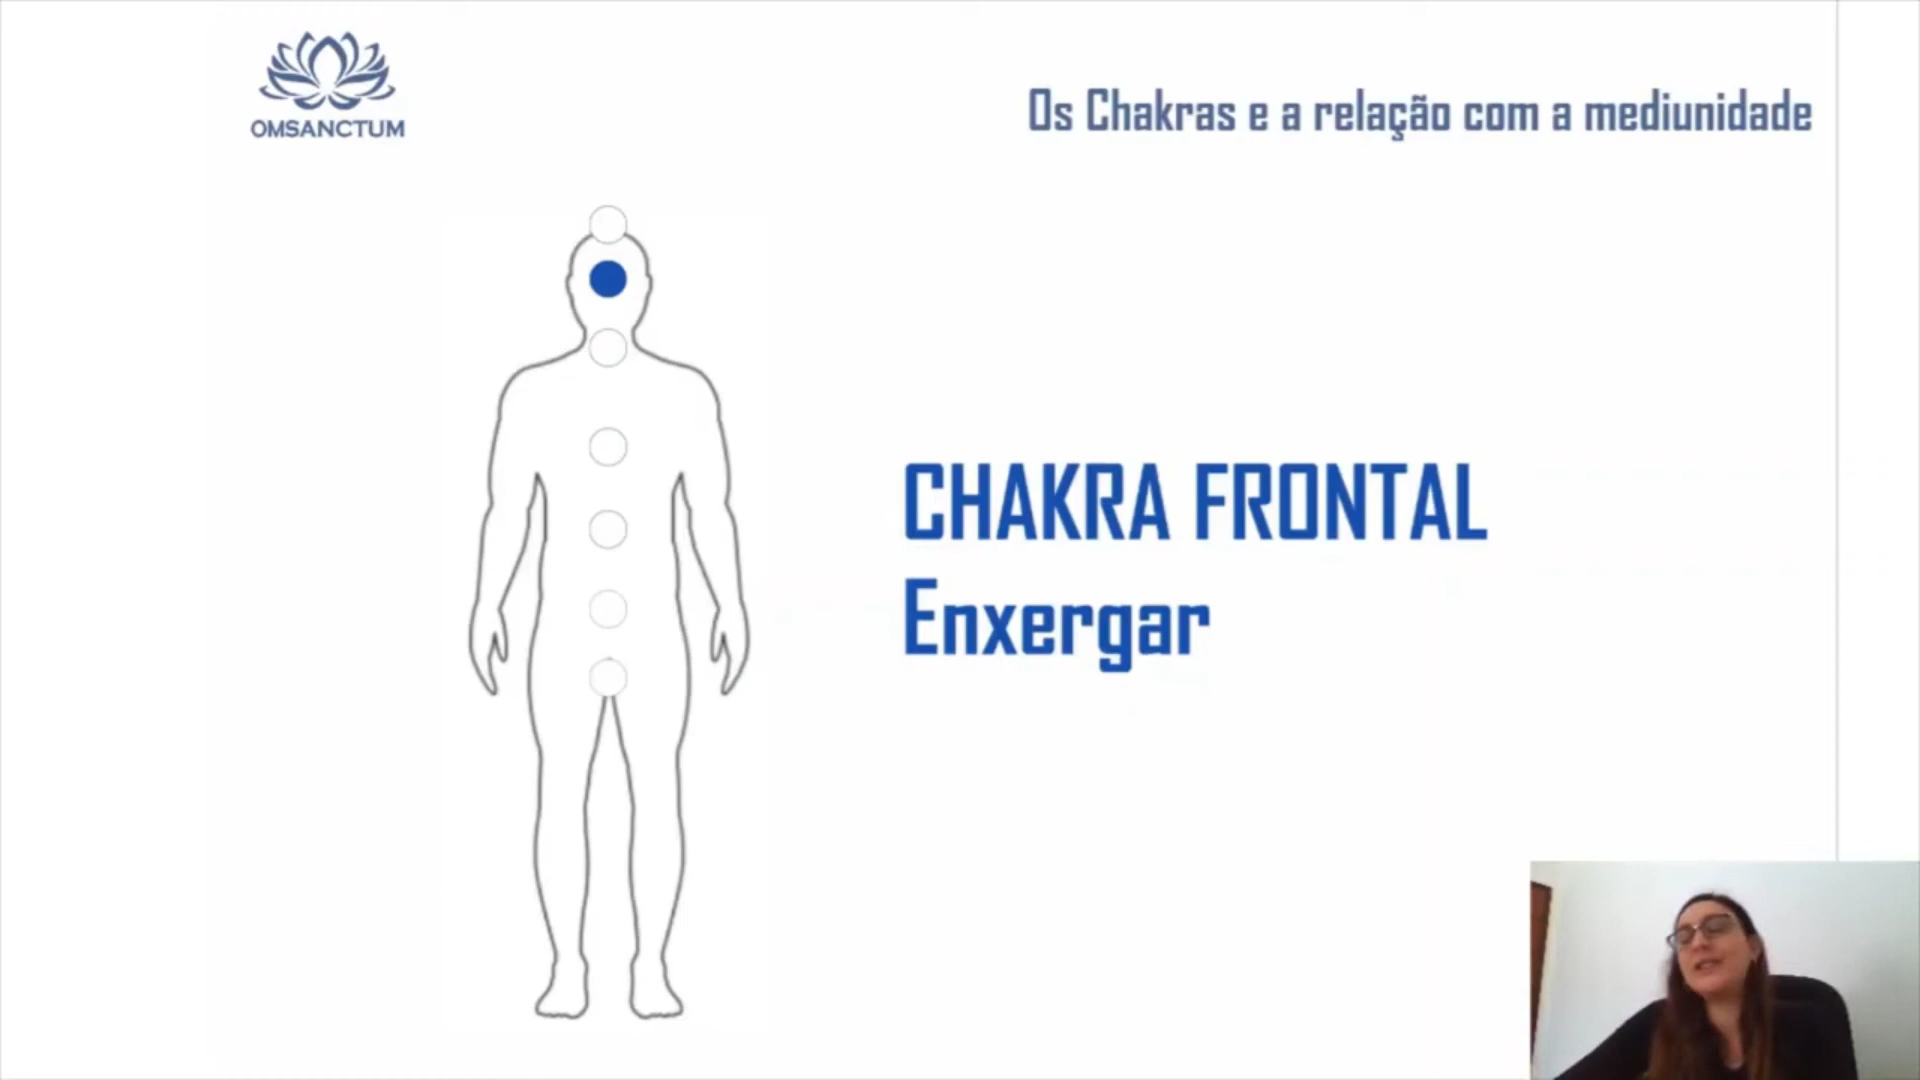 OMSANCTUM
Os Chakras e a relação com a mediunidade
CHAKRA FRONTAL
Enxergar